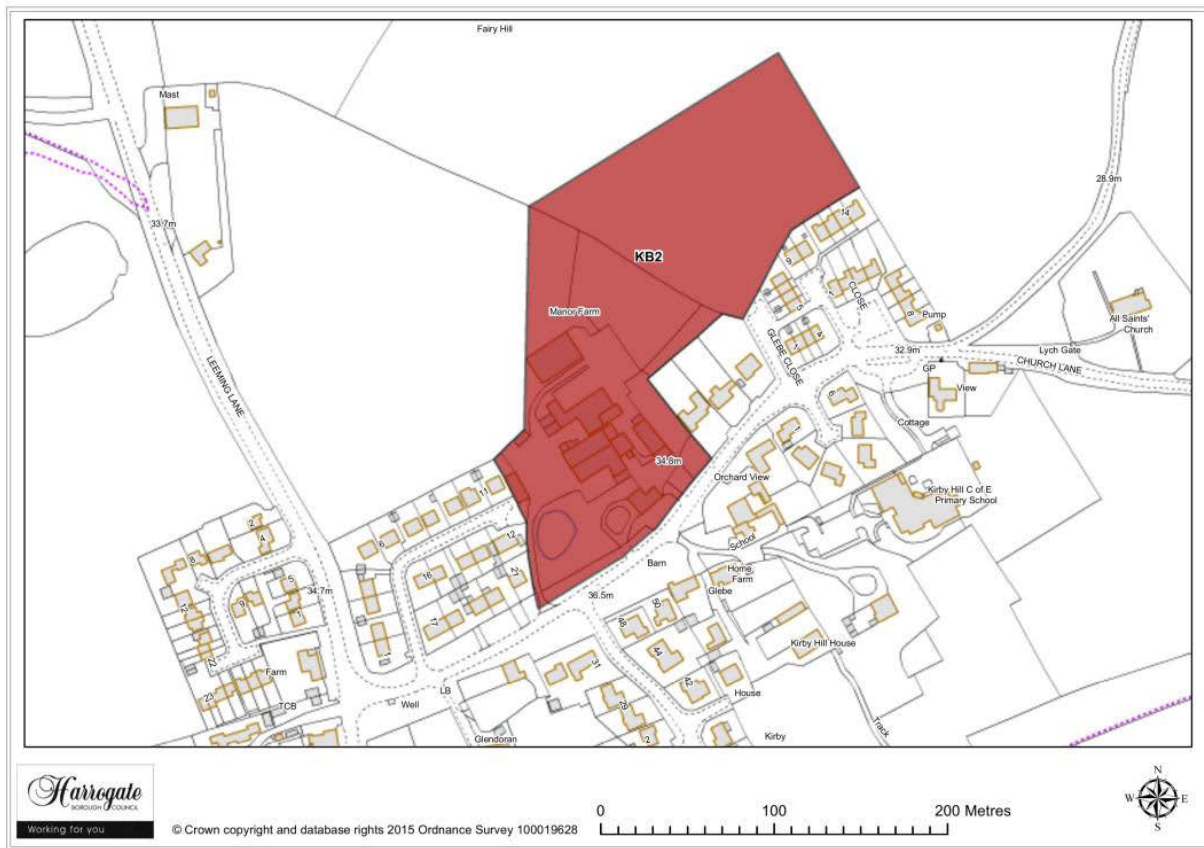 Fairy Hill
Mast
28.9m
33.7m
14
9
KB2
5
1
CLOSE
Manor Farm
8
Pump
All Saints'
Church
4
1
32.9m
Lych Gate
GLEBE CLOSE
GP
CHURCH LANE
View
LEEMING LANE
6
Cottage
1
34.8m
11
Orchard View
Kirby Hill C of E
Primary School
2
4
6
12
School
8
Barn
Home
Farm
16
27
5
34.7m
36.5m
Glebe
9
1
12
50
48
17
Kirby Hill House
44
22
1
31
Farm
42
23
LB
House
TCB
Well
29
Track
Glendoran
2
Kirby
Harrogate
BOROUGH COUNCIL
Working for you
© Crown copyright and database rights 2015 Ordnance Survey 100019628
0 100 200 Metres
N
W E
S